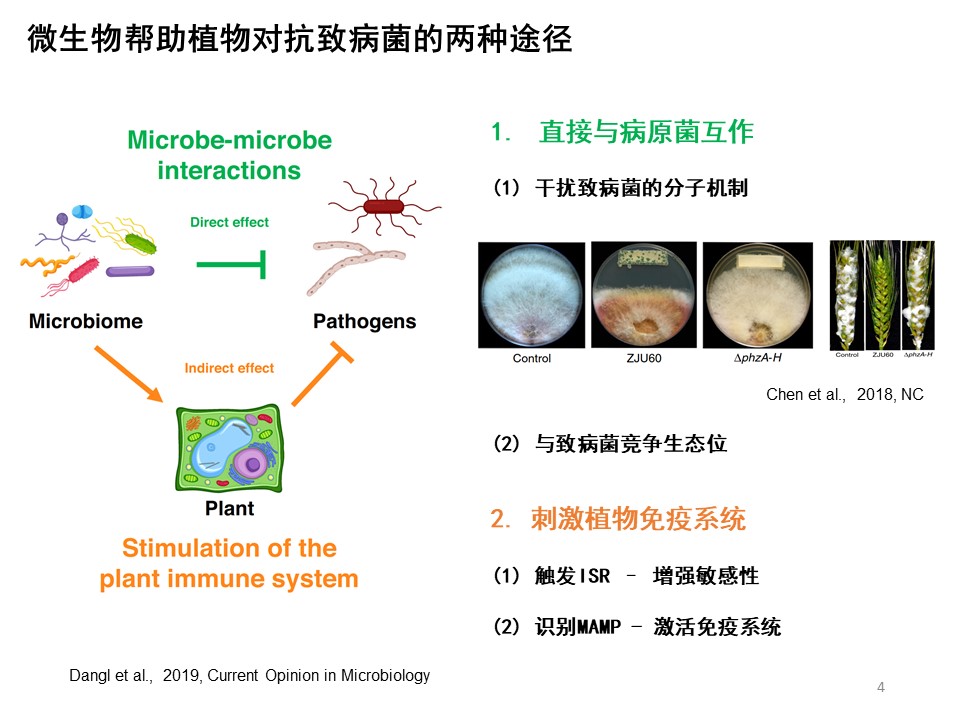 微生物帮助植物对抗致病菌的两种途径
Microbe-microbe
interactions
Direct effect
Microbiome
Pathogens
Indirect effect
Plant
Stimulation of the
plant immune system
Dangl et al., 2019, Current Opinion in Microbiology
1. 直接与病原菌互作
(1) 干扰致病菌的分子机制
Control
ZJU60
ΔphzA-H
Control
ZJU60
ΔphzA-H
Chen et al., 2018, NC
(2) 与致病菌竞争生态位
2. 刺激植物免疫系统
(1) 触发ISR – 增强敏感性
(2) 识别MAMP – 激活免疫系统
4